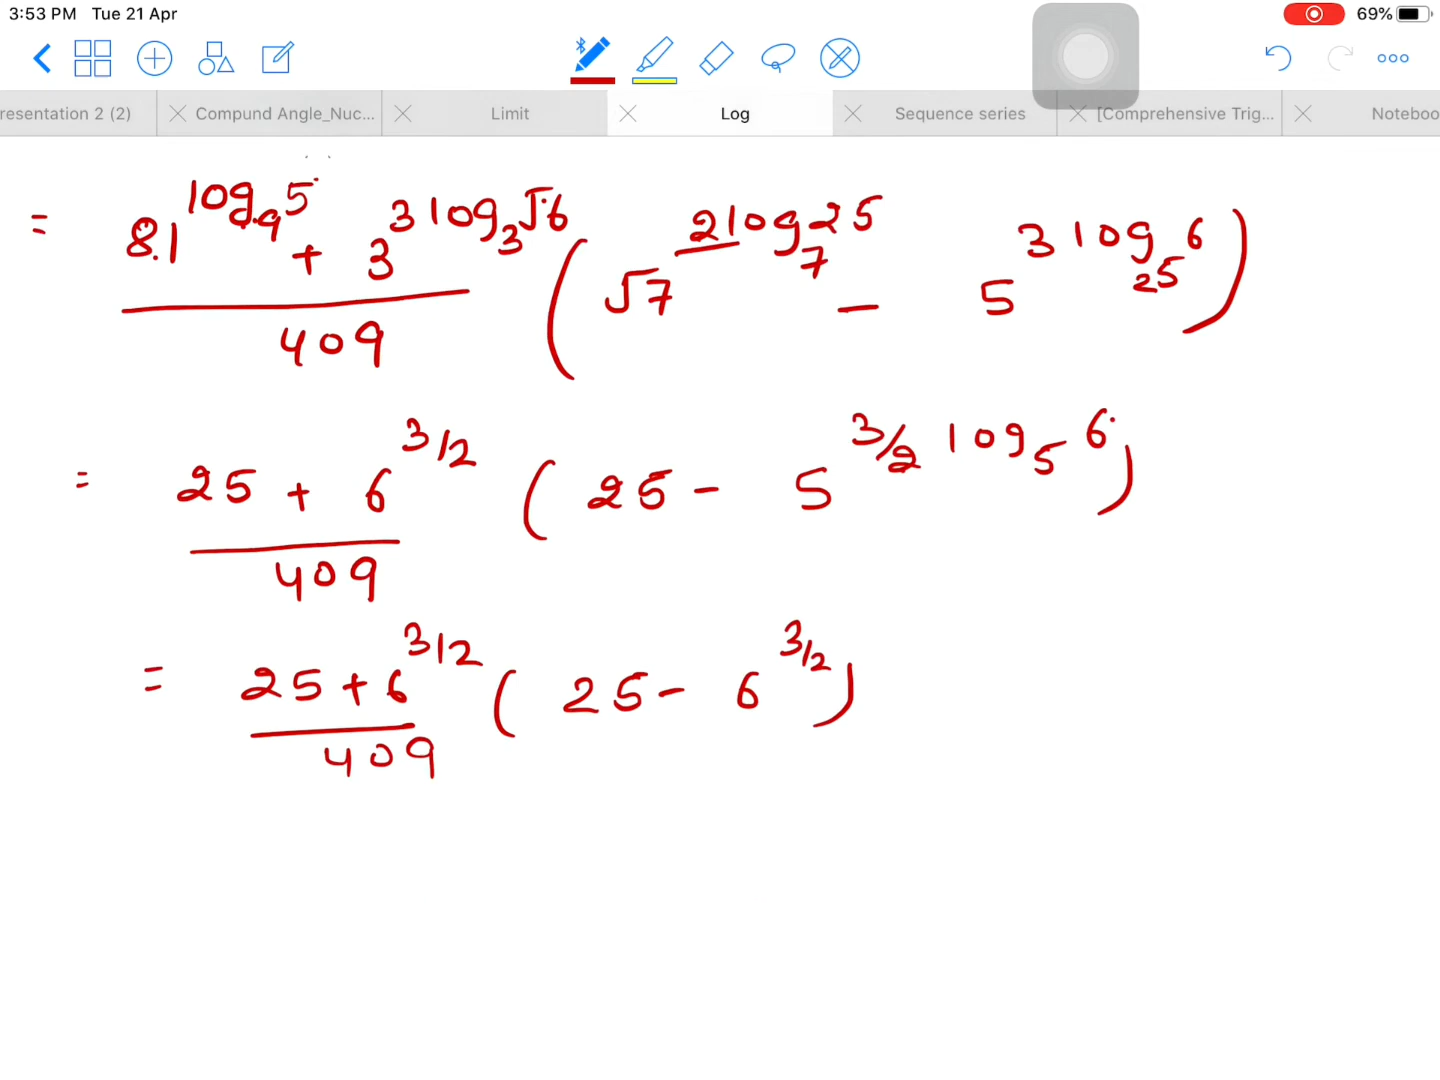 3:53 PM Tue 21 Apr 69%
resentation 2 (2) Compund Angle_Nuc... Limit Log Sequence series [Comprehensive Trig... Noteboo
= (81^(log_9 5) + 3^(3 log_3 √6))/409 (√7^(2 log_7 25) - 5^(3 log_25 6))
= (25 + 6^(3/2))/409 (25 - 5^(3/2 log_5 6))
= (25 + 6^(3/2))/409 (25 - 6^(3/2))